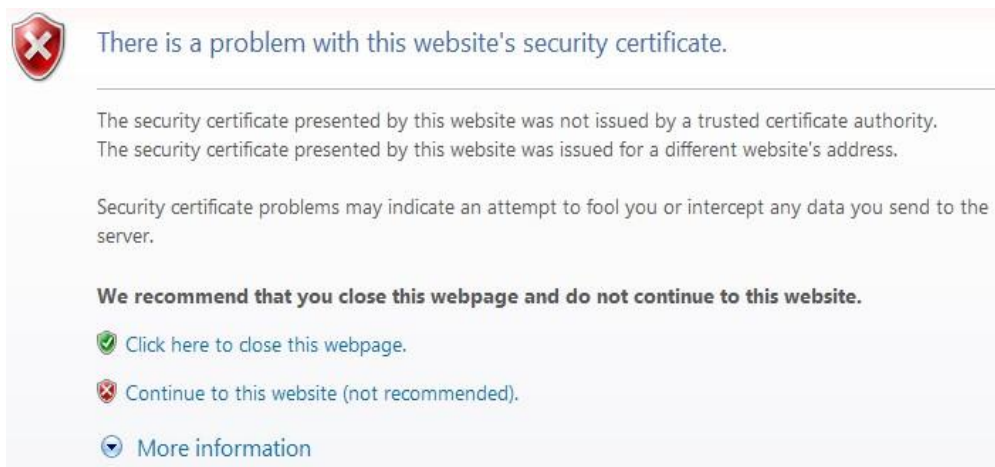 There is a problem with this website's security certificate.
The security certificate presented by this website was not issued by a trusted certificate authority.
The security certificate presented by this website was issued for a different website's address.
Security certificate problems may indicate an attempt to fool you or intercept any data you send to the
server.
We recommend that you close this webpage and do not continue to this website.
Click here to close this webpage.
Continue to this website (not recommended).
More information